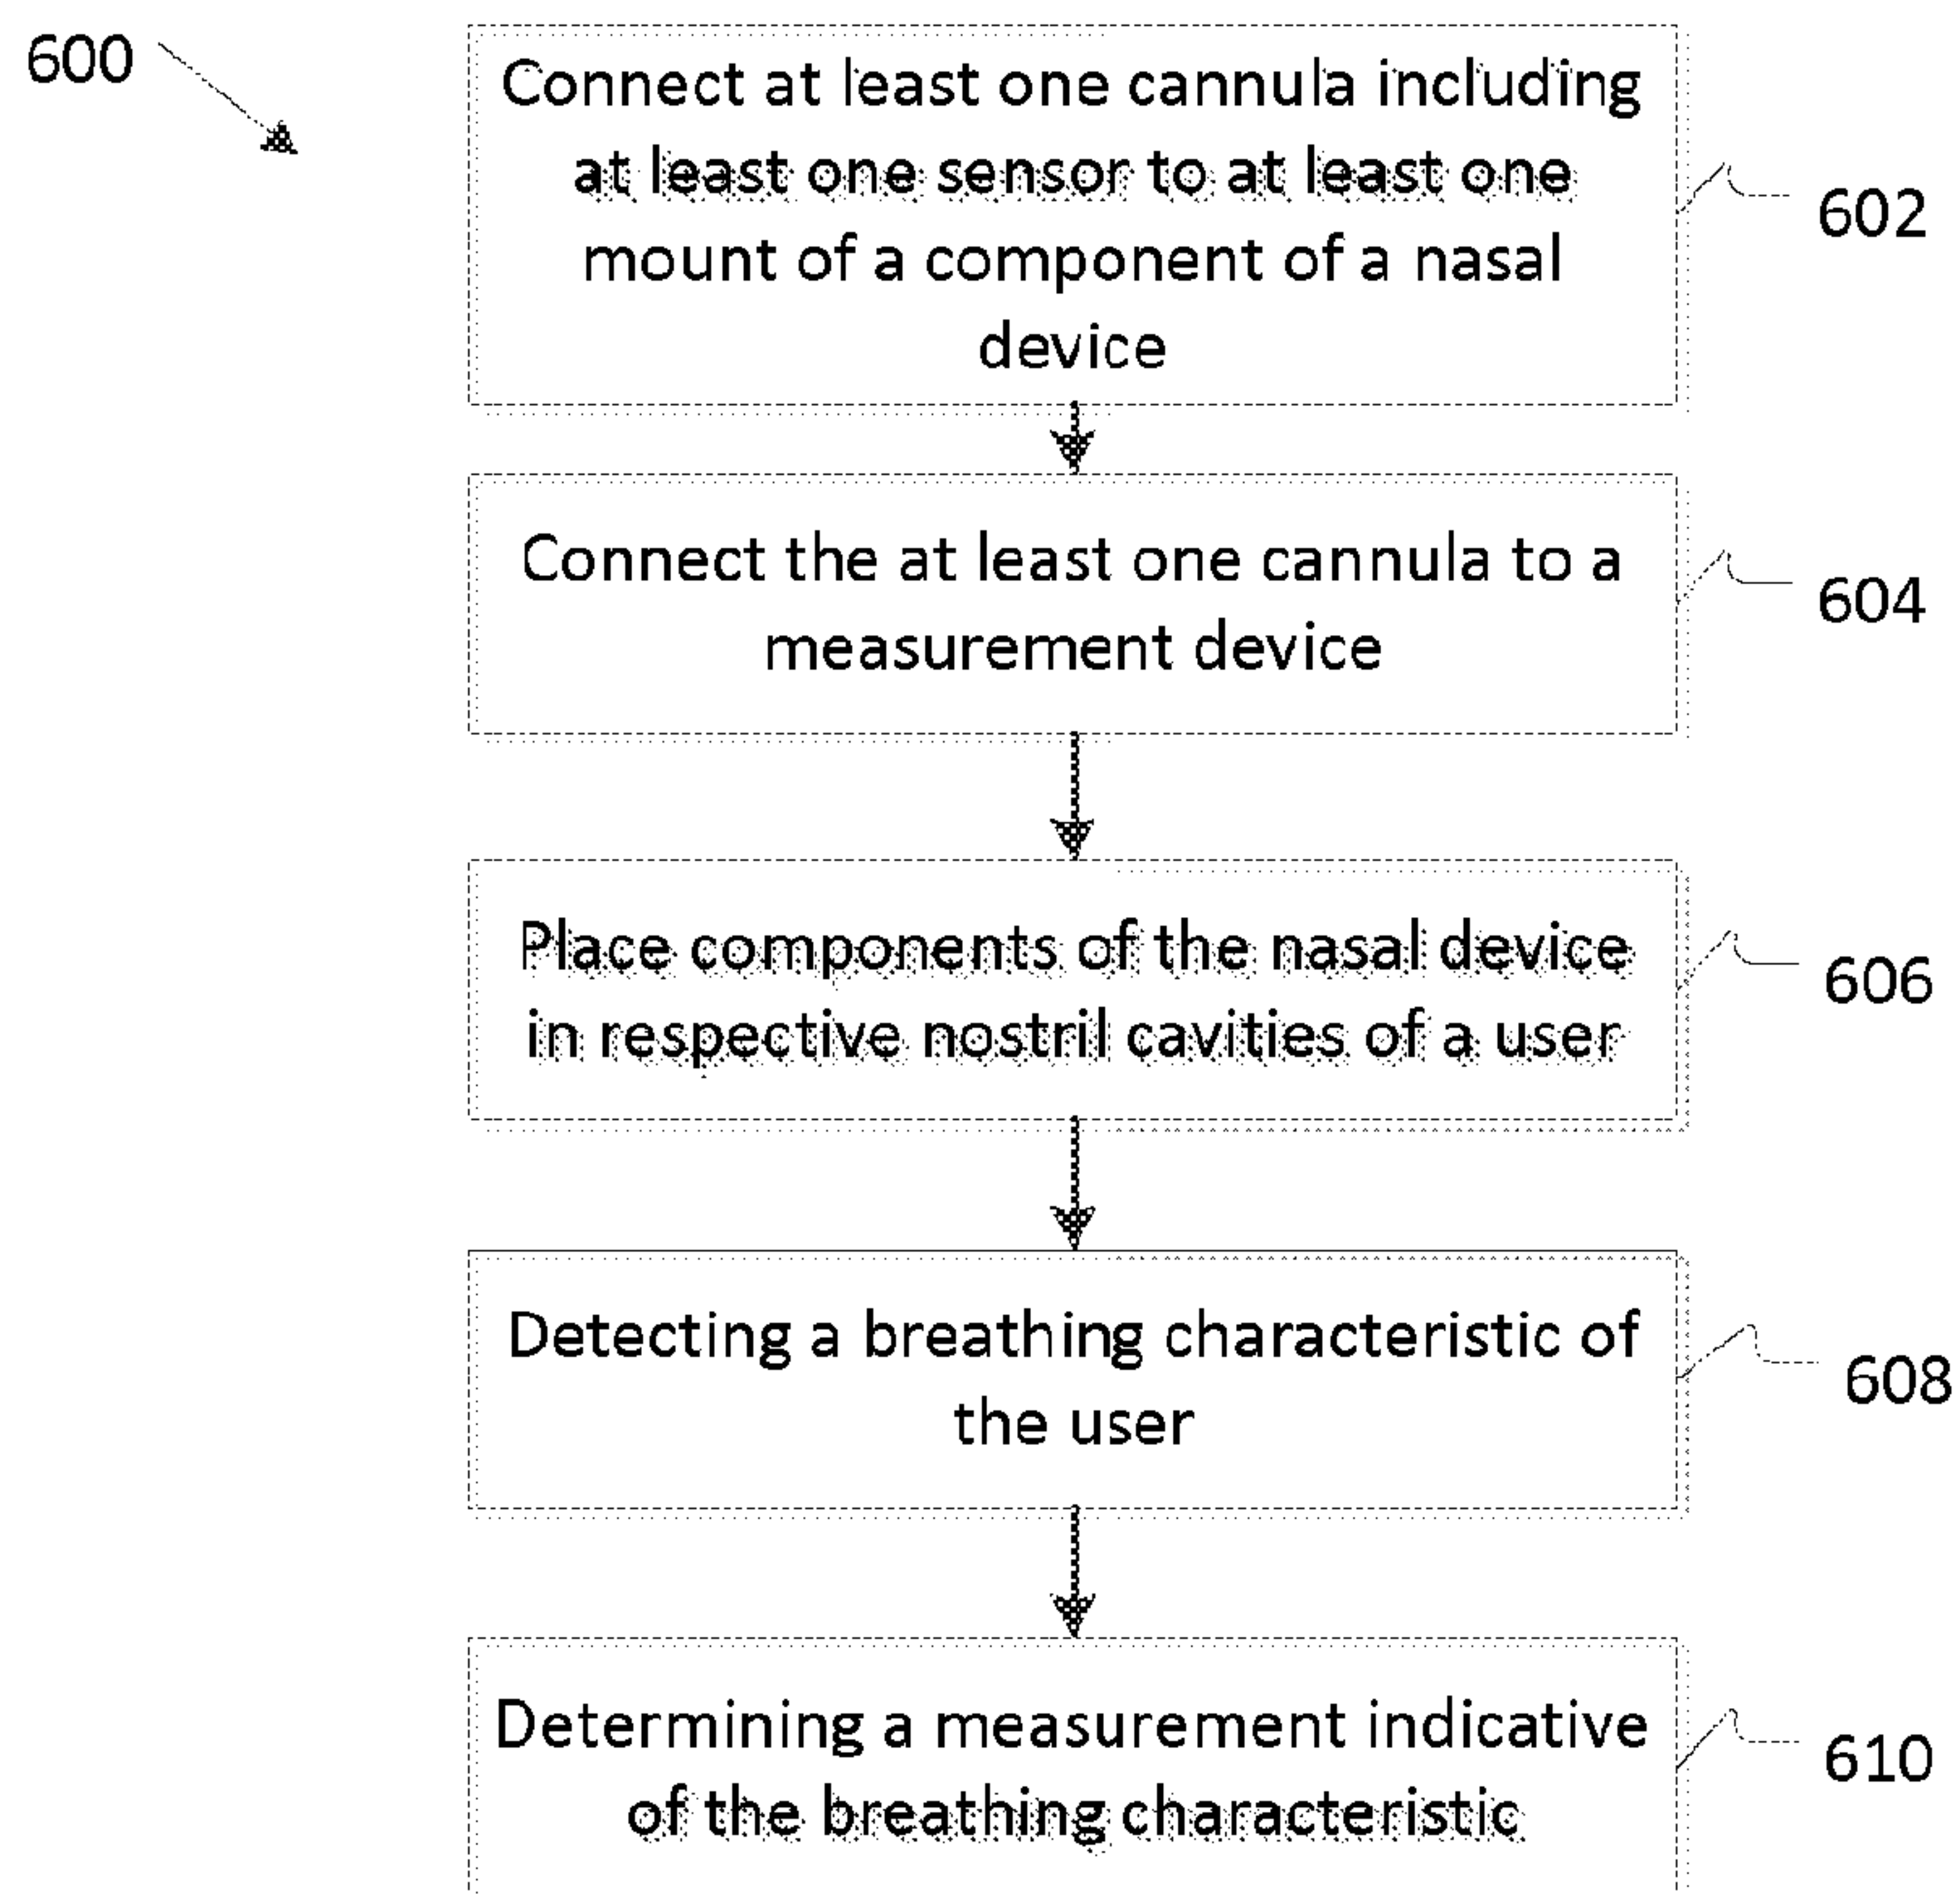 600
Connect at least one cannula including
at least one sensor to at least one
mount of a component of a nasal
device
602
Connect the at least one cannula to a
measurement device
604
Place components of the nasal device
in respective nostril cavities of a user
606
Detecting a breathing characteristic of
the user
608
Determining a measurement indicative
of the breathing characteristic
610